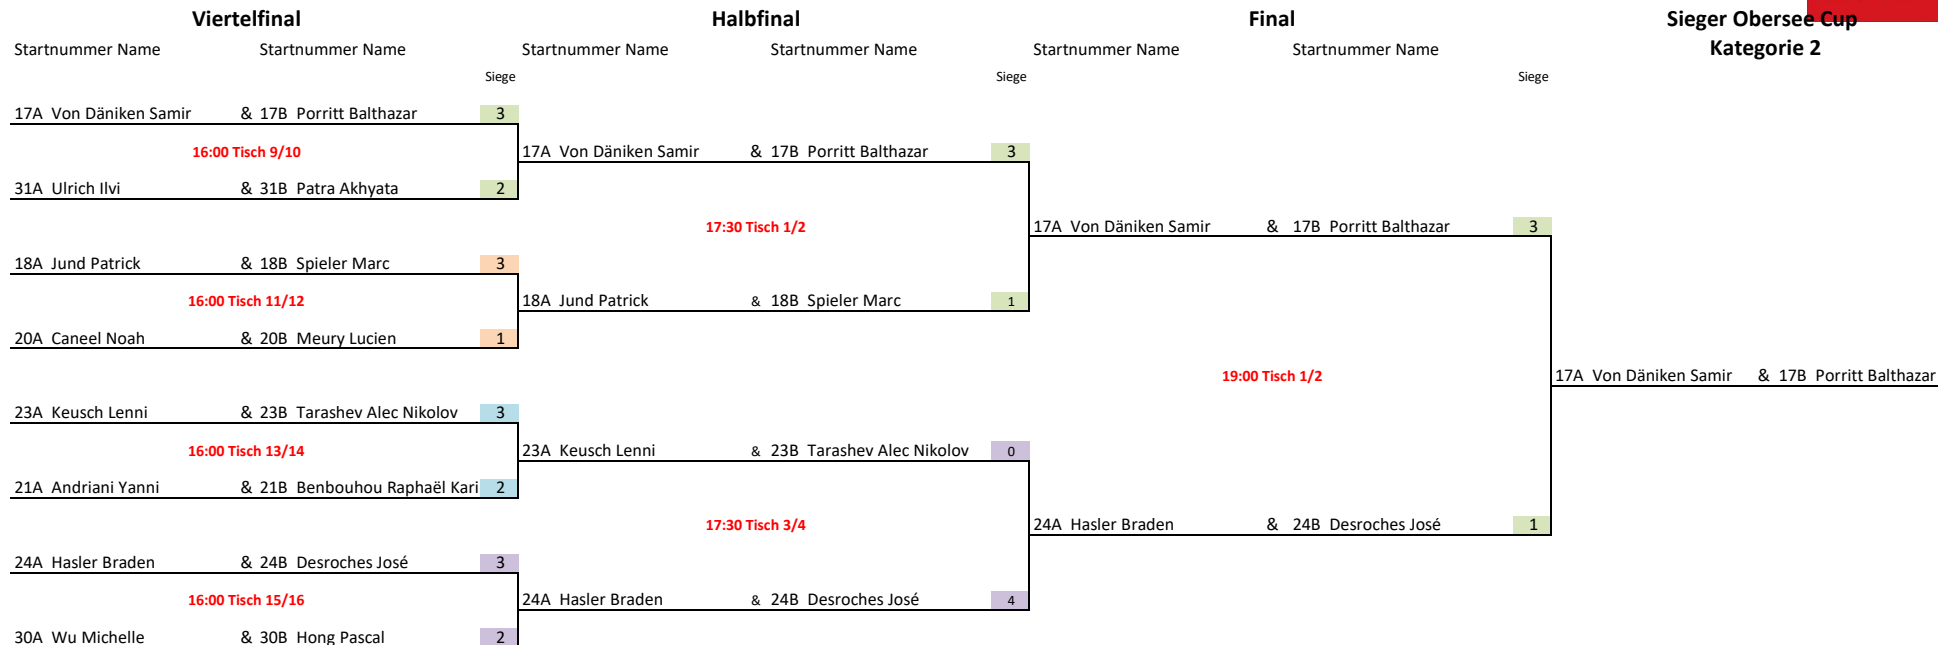 Viertelfinal Halbfinal Final Sieger Obersee Cup
Startnummer Name Startnummer Name Startnummer Name Startnummer Name Startnummer Name Startnummer Name Kategorie 2
Siege Siege Siege
17A Von Däniken Samir & 17B Porritt Balthazar 3
16:00 Tisch 9/10 17A Von Däniken Samir & 17B Porritt Balthazar 3
31A Ulrich Ilvi & 31B Patra Akhyata 2
17:30 Tisch 1/2 17A Von Däniken Samir & 17B Porritt Balthazar 3
18A Jund Patrick & 18B Spieler Marc 3
16:00 Tisch 11/12 18A Jund Patrick & 18B Spieler Marc 1
20A Caneel Noah & 20B Meury Lucien 1
19:00 Tisch 1/2 17A Von Däniken Samir & 17B Porritt Balthazar
23A Keusch Lenni & 23B Tarashev Alec Nikolov 3
16:00 Tisch 13/14 23A Keusch Lenni & 23B Tarashev Alec Nikolov 0
21A Andriani Yanni & 21B Benbouhou Raphaël Kari 2
17:30 Tisch 3/4 24A Hasler Braden & 24B Desroches José 1
24A Hasler Braden & 24B Desroches José 3
16:00 Tisch 15/16 24A Hasler Braden & 24B Desroches José 4
30A Wu Michelle & 30B Hong Pascal 2